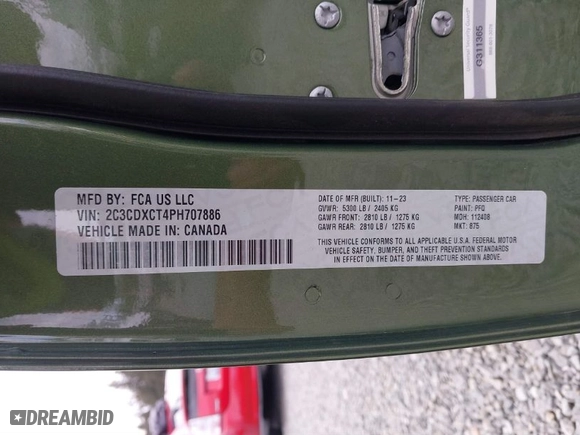 G311365
MFD BY: FCA US LLC
VIN: 2C3CDXCT4PH707886
VEHICLE MADE IN: CANADA
DATE OF MFR (BUILT): 11-23
GVWR: 5300 LB / 2405 KG
GAWR FRONT: 2810 LB / 1275 KG
GAWR REAR: 2810 LB / 1275 KG
TYPE: PASSENGER CAR
PAINT: PFQ
MDH: 112408
MKT: 875
THIS VEHICLE CONFORMS TO ALL APPLICABLE U.S.A. FEDERAL MOTOR
VEHICLE SAFETY, BUMPER, AND THEFT PREVENTION STANDARDS
IN EFFECT ON THE DATE OF MANUFACTURE SHOWN ABOVE.
DREAMBID